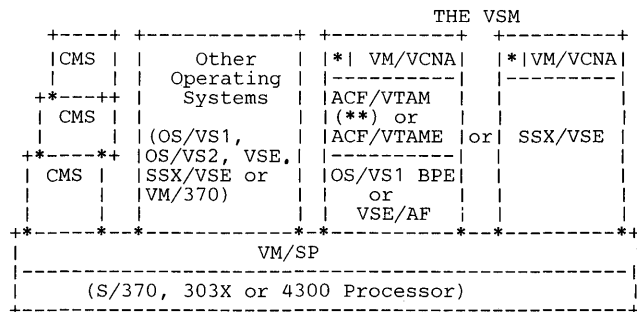 THE VSM
CMS Other * VM/VCNA * VM/VCNA
Operating
* Systems ACF/VTAM
CMS (**) or
(OS/VS1, ACF/VTAME or SSX/VSE
* * OS/VS2, VSE.
CMS SSX/VSE or OS/VS1 BPE
VM/370) or
VSE/AF
* * * * * * * *
VM/SP
(S/370, 303X or 4300 Processor)